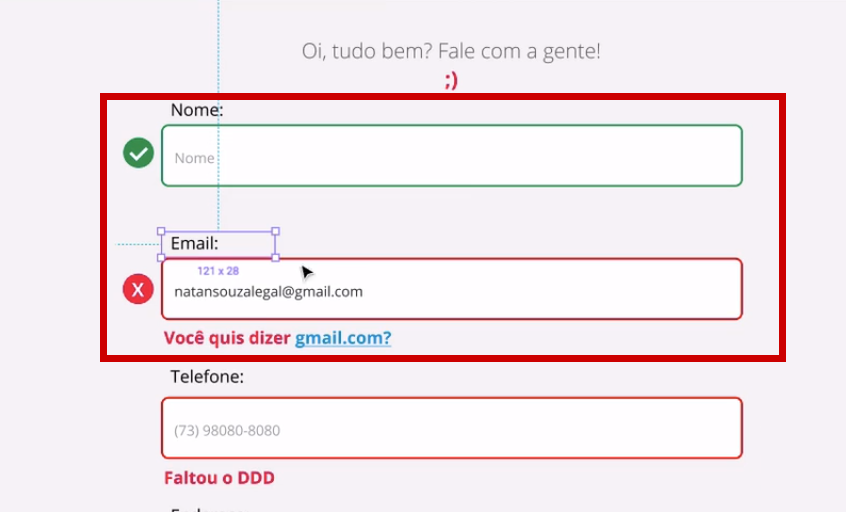 Oi, tudo bem? Fale com a gente!
;)
Nome:
Nome
Email:
121 x 28
X
natansouzalegal@gmail.com
Você quis dizer gmail.com?
Telefone:
(73) 98080-8080
Faltou o DDD